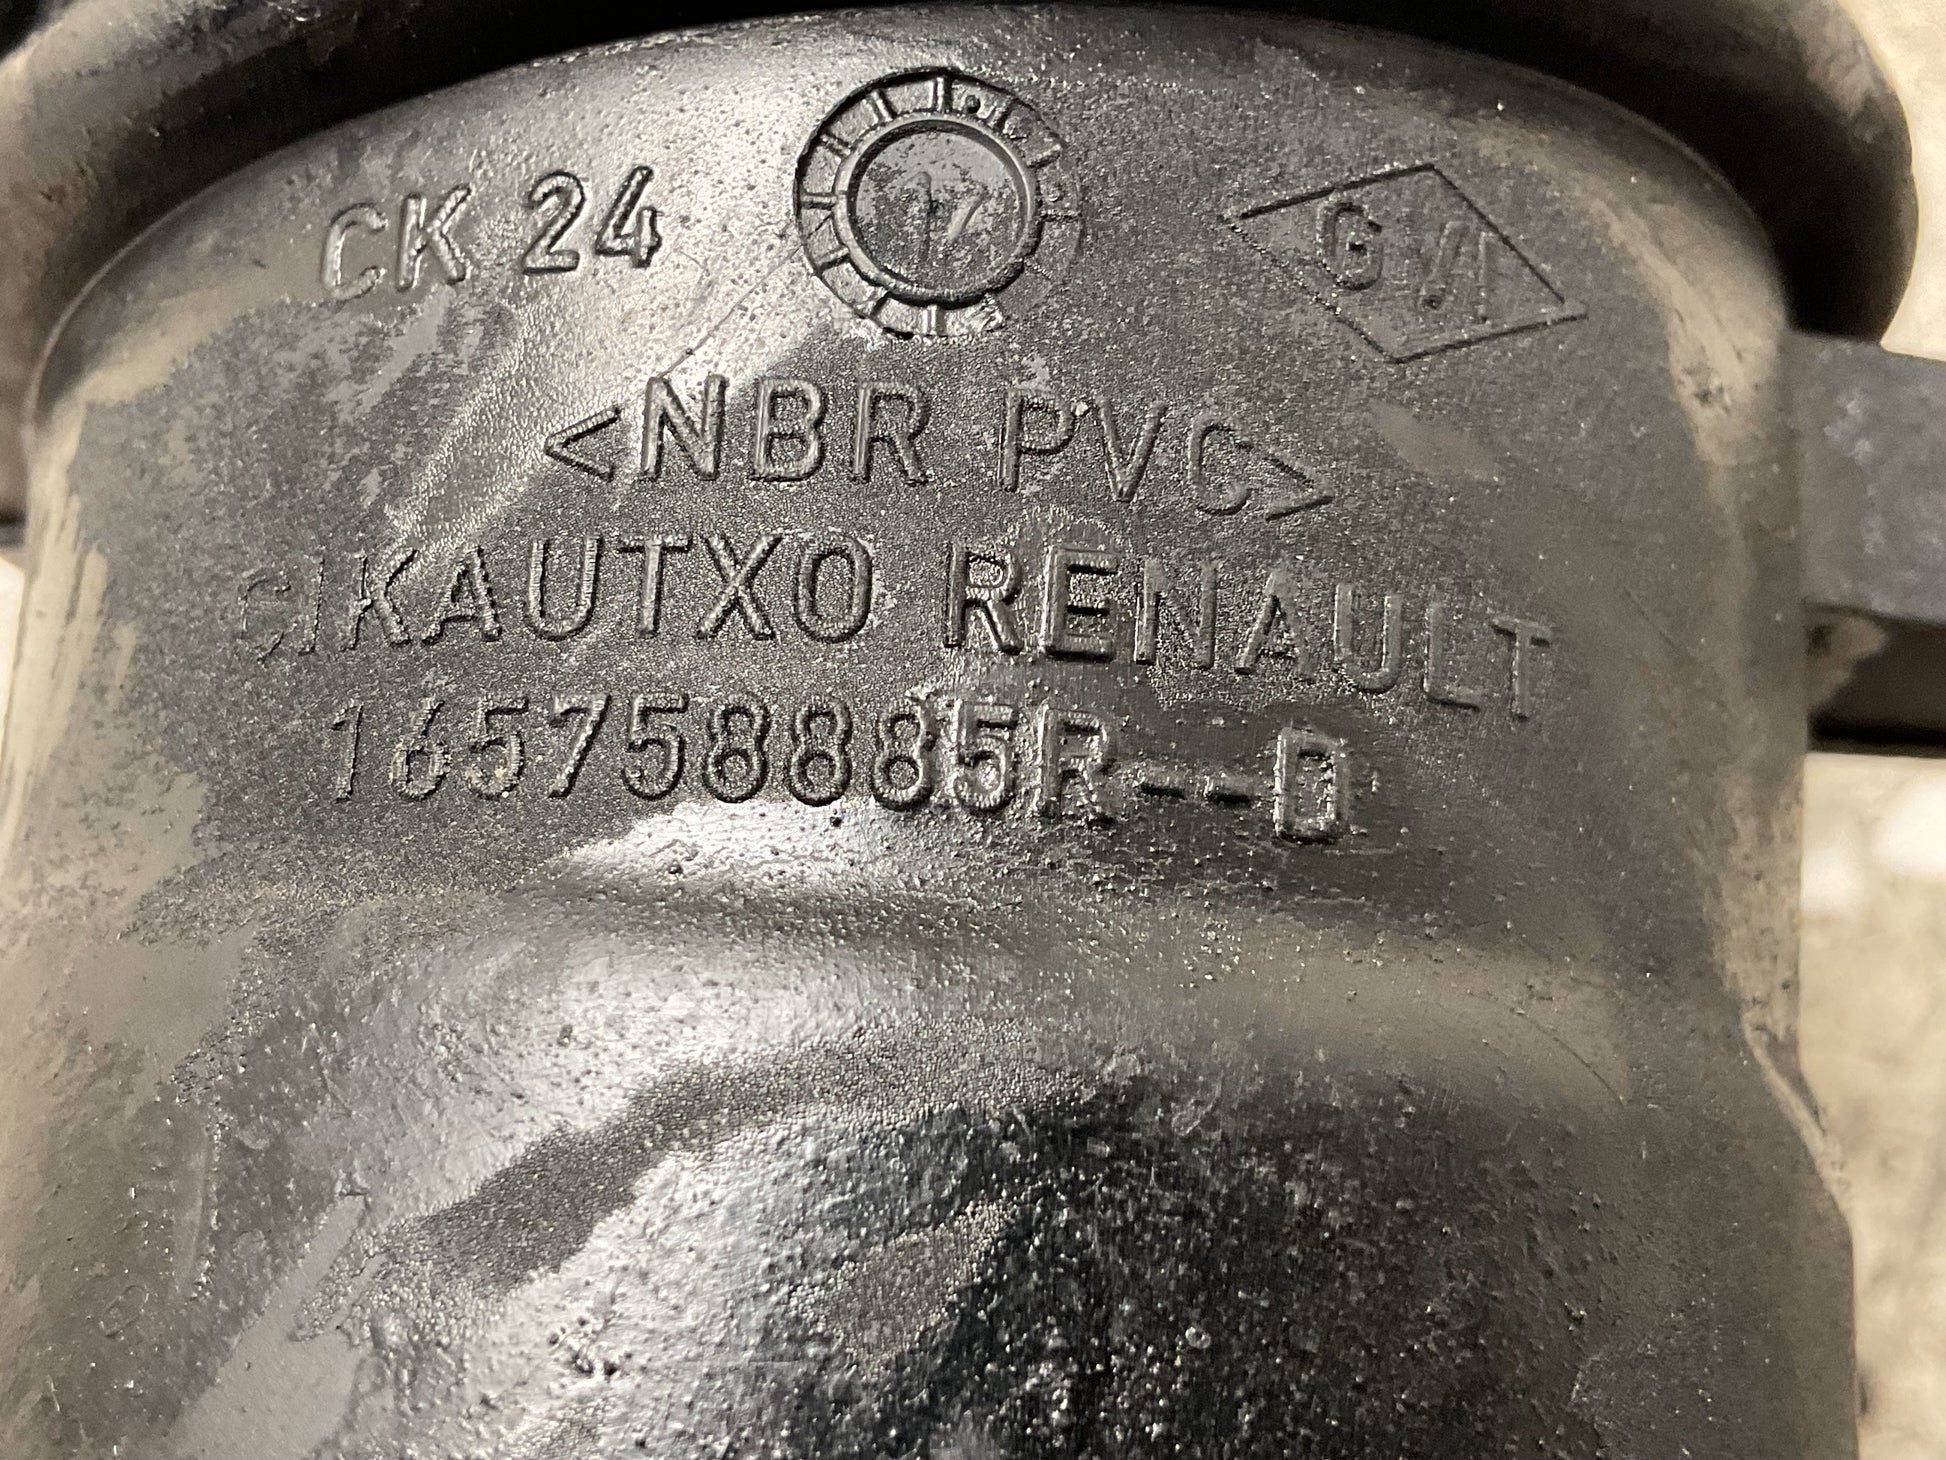 CK 24
17
<NBR PVC>
CIKAUTXO RENAULT
165758885R--D